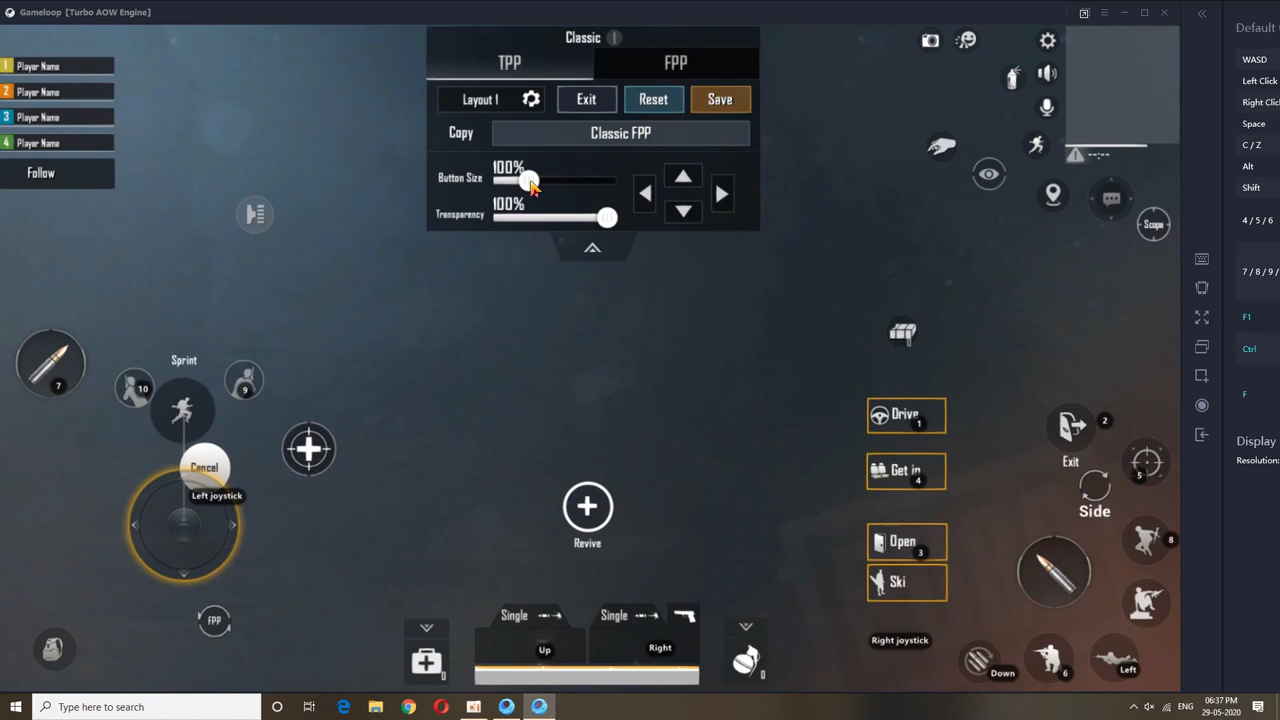 Gameloop [Turbo AOW Engine]
Default
Classic
TPP
FPP
Layout 1
Exit
Reset
Save
Copy
Classic FPP
Button Size
100%
Transparency
100%
1 Player Name
2 Player Name
3 Player Name
4 Player Name
Follow
Scope
WASD
Left Click
Right Clic
Space
C / Z
Alt
Shift
4 / 5 / 6
7 / 8 / 9 /
F1
Ctrl
F
Display
Resolution:
7
Sprint
10
9
Cancel
Left joystick
FPP
Revive
Drive
1
Get in
4
Open
3
Ski
Exit
2
5
Side
8
Right joystick
Down
6
Left
0
Single
Up
Single
Right
0
Type here to search
ENG
06:37 PM
29-05-2020